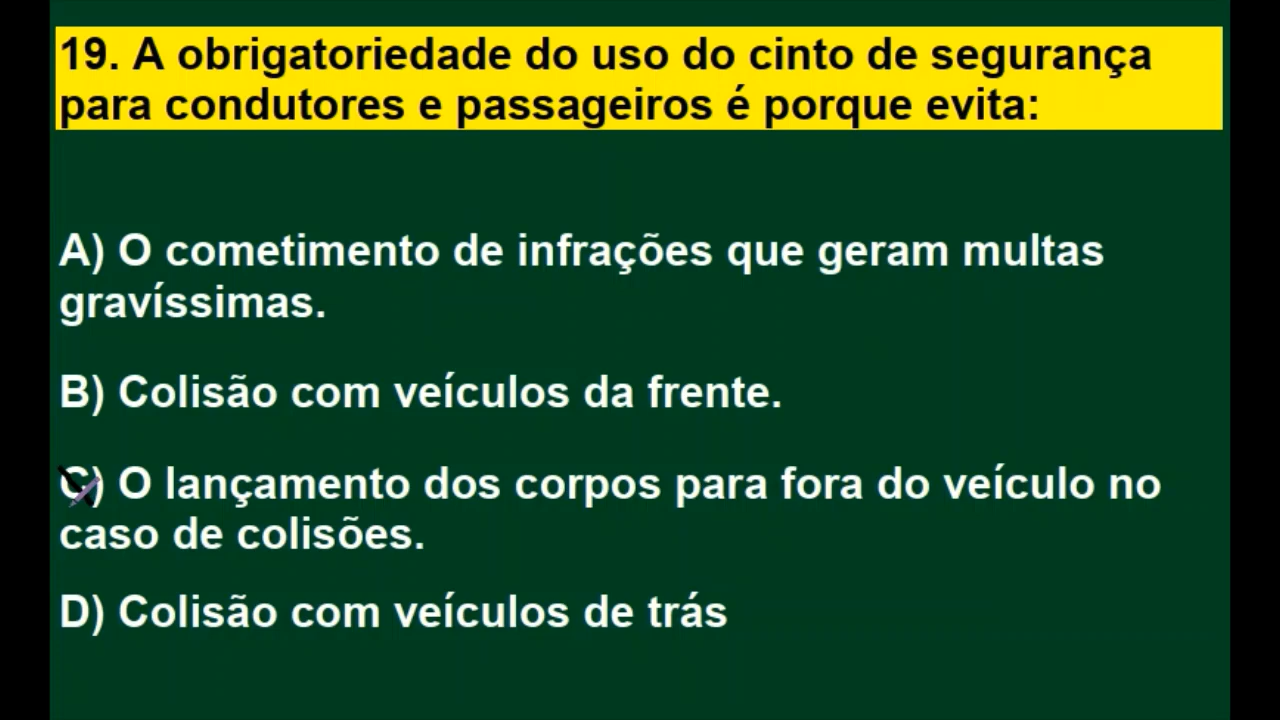 19. A obrigatoriedade do uso do cinto de segurança
para condutores e passageiros é porque evita:
A) O cometimento de infrações que geram multas
gravíssimas.
B) Colisão com veículos da frente.
C) O lançamento dos corpos para fora do veículo no
caso de colisões.
D) Colisão com veículos de trás